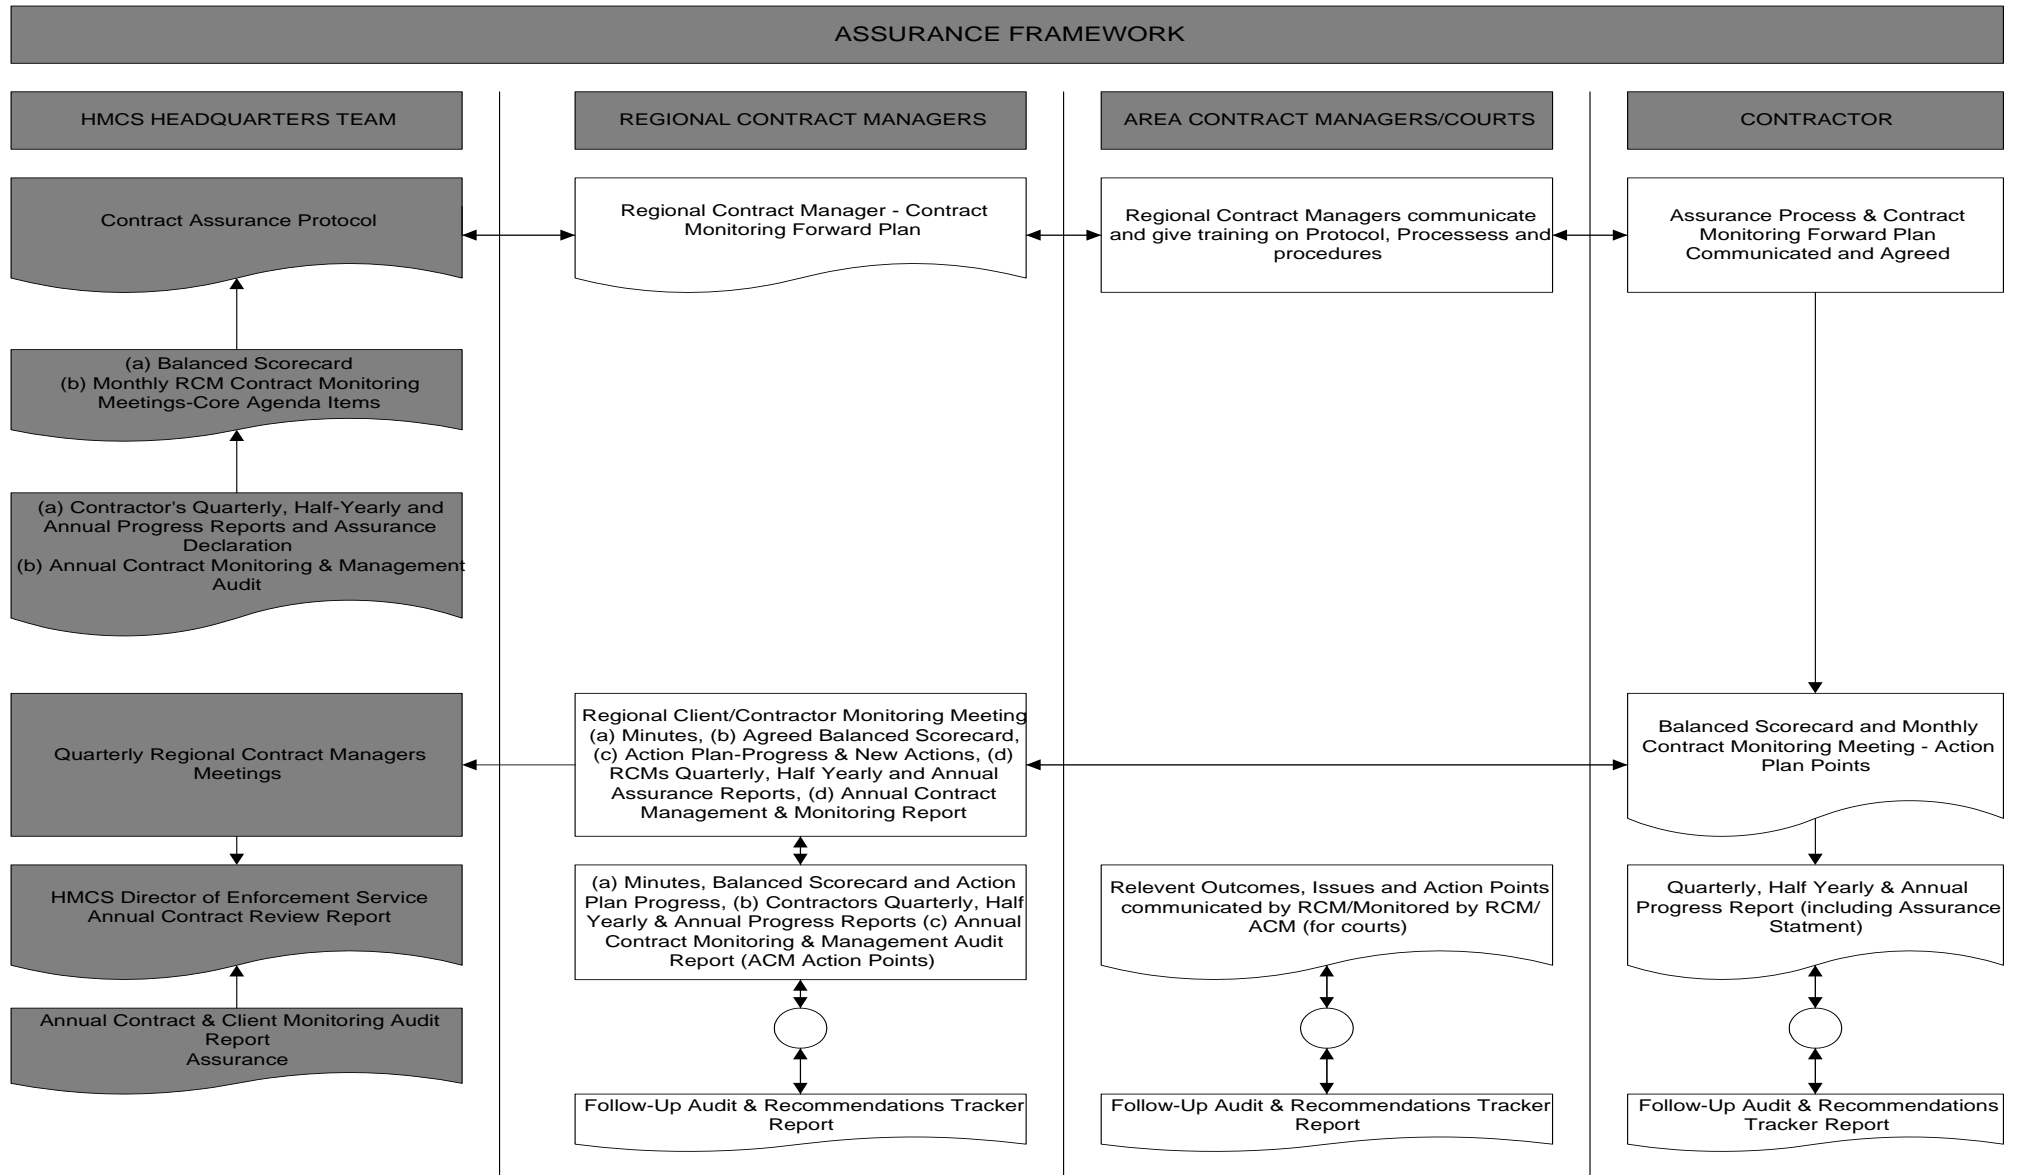 ASSURANCE FRAMEWORK
HMCS HEADQUARTERS TEAM
REGIONAL CONTRACT MANAGERS
AREA CONTRACT MANAGERS/COURTS
CONTRACTOR
Contract Assurance Protocol
Regional Contract Manager - Contract
Monitoring Forward Plan
Regional Contract Managers communicate
and give training on Protocol, Processess and
procedures
Assurance Process & Contract
Monitoring Forward Plan
Communicated and Agreed
(a) Balanced Scorecard
(b) Monthly RCM Contract Monitoring
Meetings-Core Agenda Items
(a) Contractor's Quarterly, Half-Yearly and
Annual Progress Reports and Assurance
Declaration
(b) Annual Contract Monitoring & Management
Audit
Quarterly Regional Contract Managers
Meetings
Regional Client/Contractor Monitoring Meeting
(a) Minutes, (b) Agreed Balanced Scorecard,
(c) Action Plan-Progress & New Actions, (d)
RCMs Quarterly, Half Yearly and Annual
Assurance Reports, (d) Annual Contract
Management & Monitoring Report
Balanced Scorecard and Monthly
Contract Monitoring Meeting - Action
Plan Points
HMCS Director of Enforcement Service
Annual Contract Review Report
(a) Minutes, Balanced Scorecard and Action
Plan Progress, (b) Contractors Quarterly, Half
Yearly & Annual Progress Reports (c) Annual
Contract Monitoring & Management Audit
Report (ACM Action Points)
Relevent Outcomes, Issues and Action Points
communicated by RCM/Monitored by RCM/
ACM (for courts)
Quarterly, Half Yearly & Annual
Progress Report (including Assurance
Statment)
Annual Contract & Client Monitoring Audit
Report
Assurance
Follow-Up Audit & Recommendations Tracker
Report
Follow-Up Audit & Recommendations Tracker
Report
Follow-Up Audit & Recommendations
Tracker Report